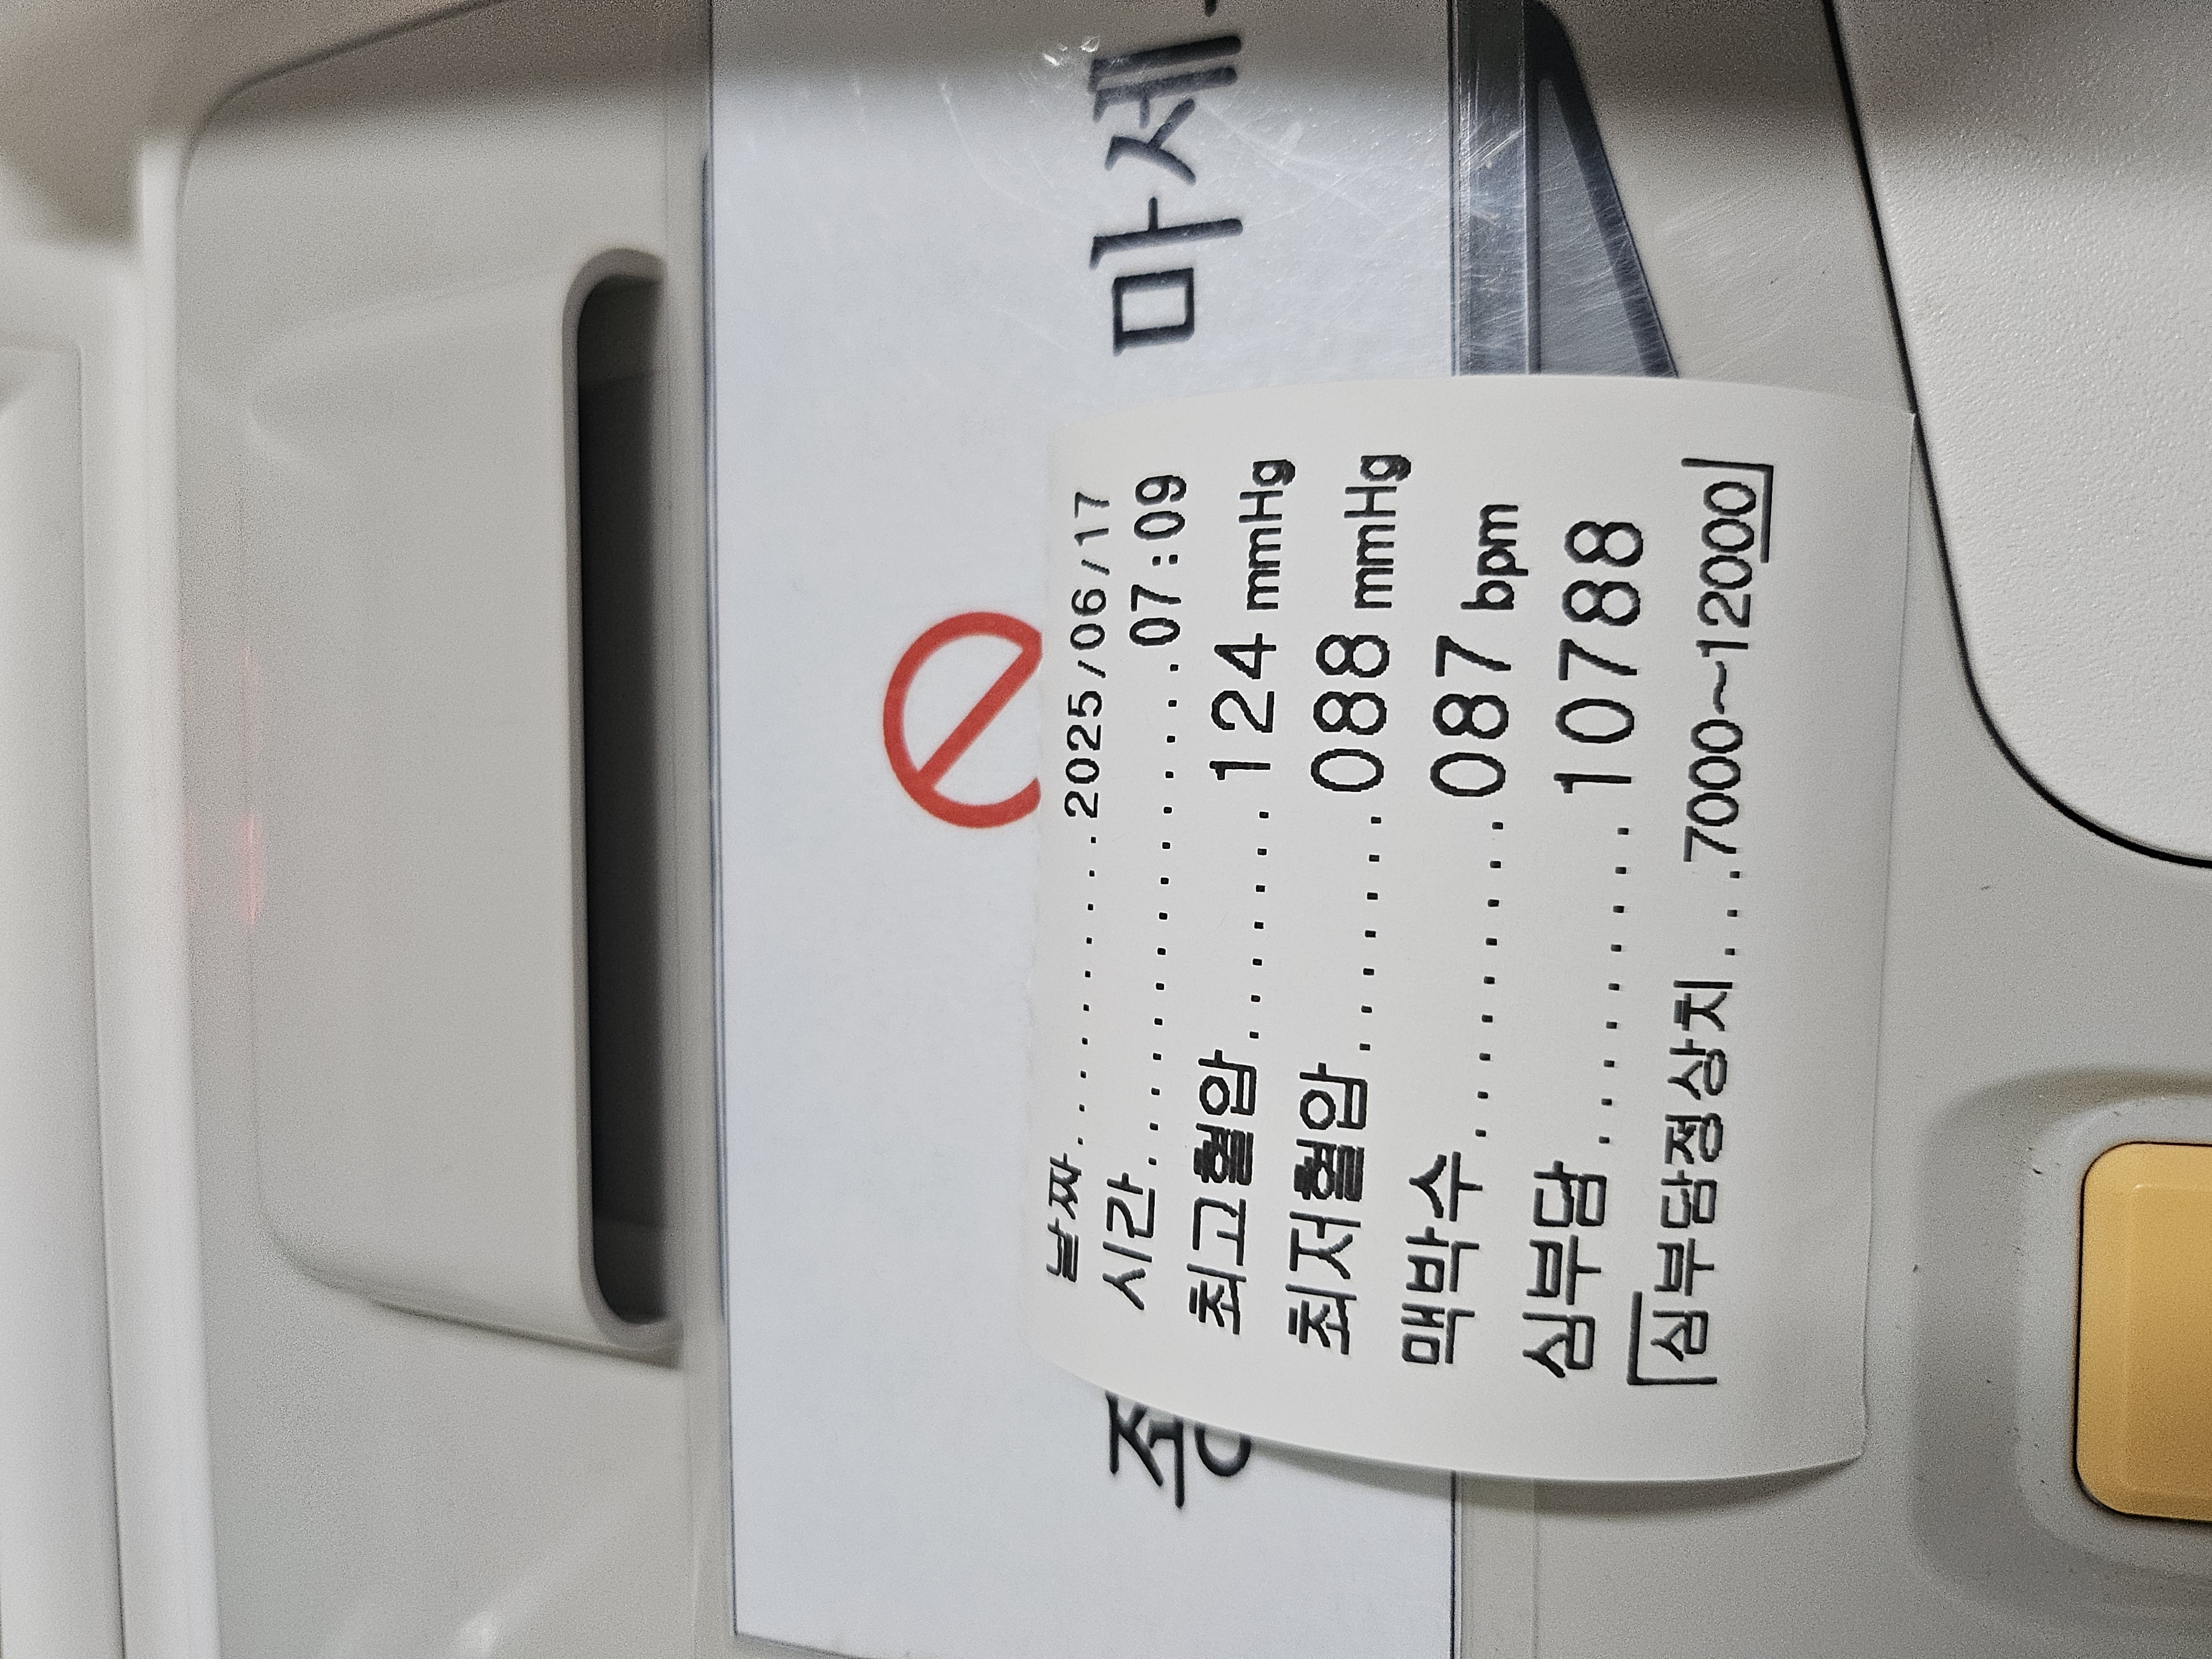 날짜..............2025/06/17
시간................07:09
최고혈압........124 mmHg
최저혈압........088 mmHg
맥박수...........087 bpm
심부담...........10788
[심부담정상치...7000~12000]
마세